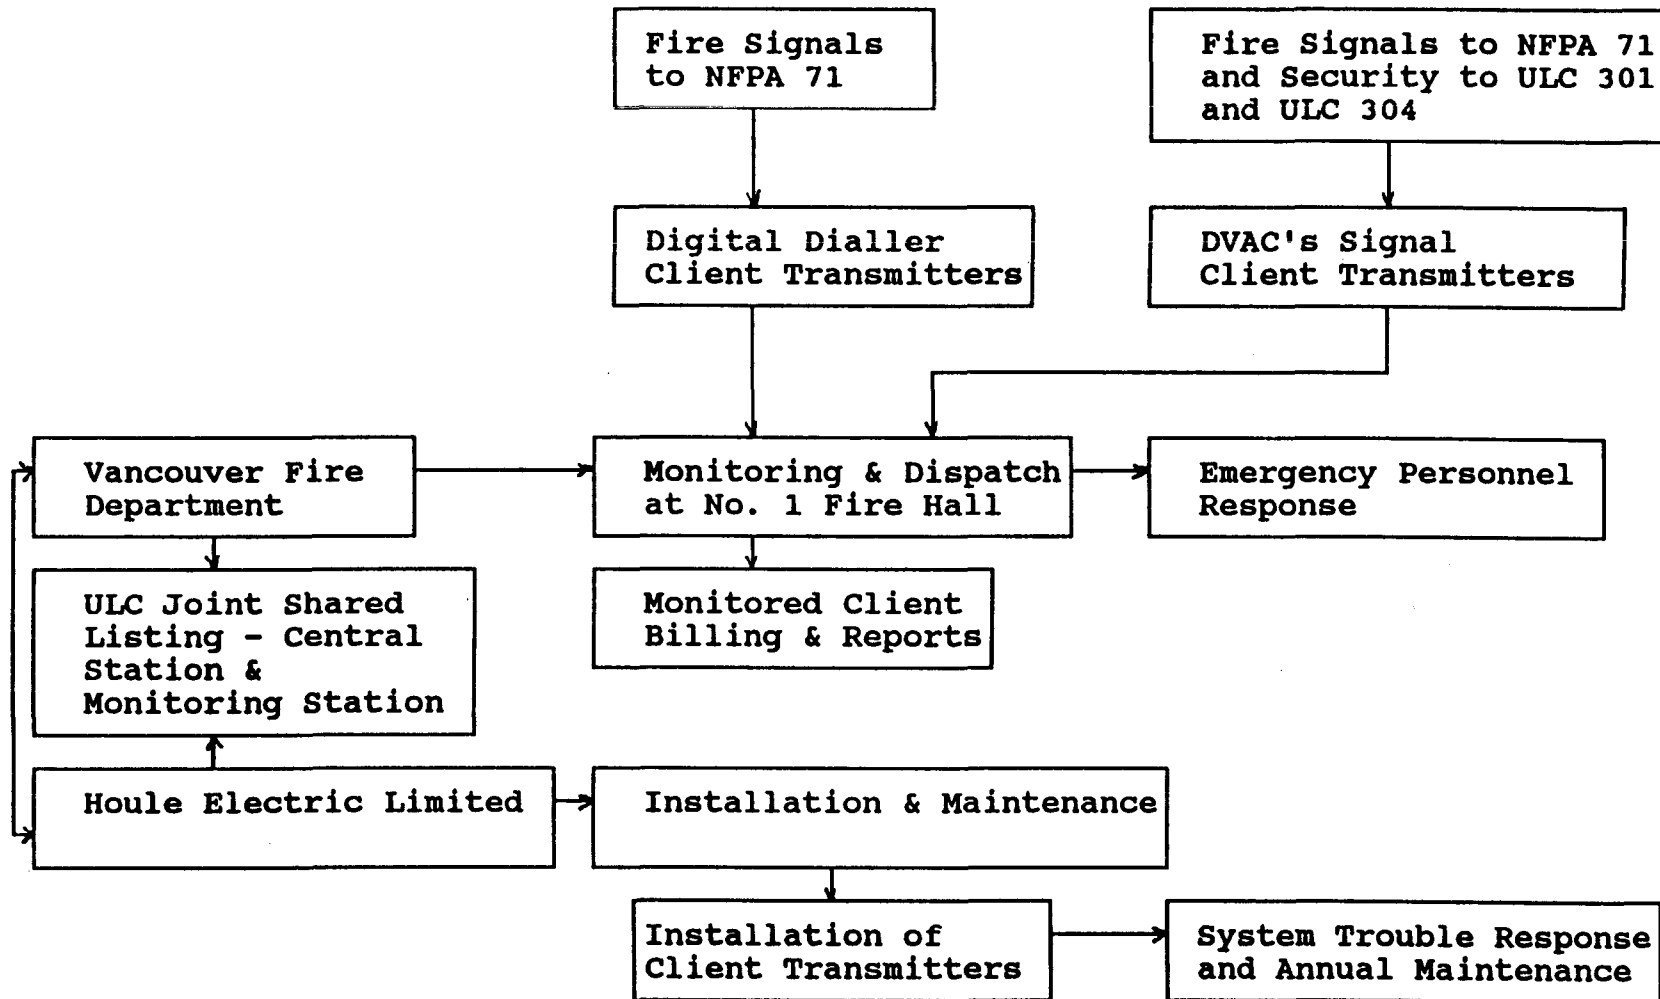 Fire Signals
to NFPA 71
Fire Signals to NFPA 71
and Security to ULC 301
and ULC 304
Digital Dialler
Client Transmitters
DVAC's Signal
Client Transmitters
Vancouver Fire
Department
Monitoring & Dispatch
at No. 1 Fire Hall
Emergency Personnel
Response
ULC Joint Shared
Listing - Central
Station &
Monitoring Station
Monitored Client
Billing & Reports
Houle Electric Limited
Installation & Maintenance
Installation of
Client Transmitters
System Trouble Response
and Annual Maintenance